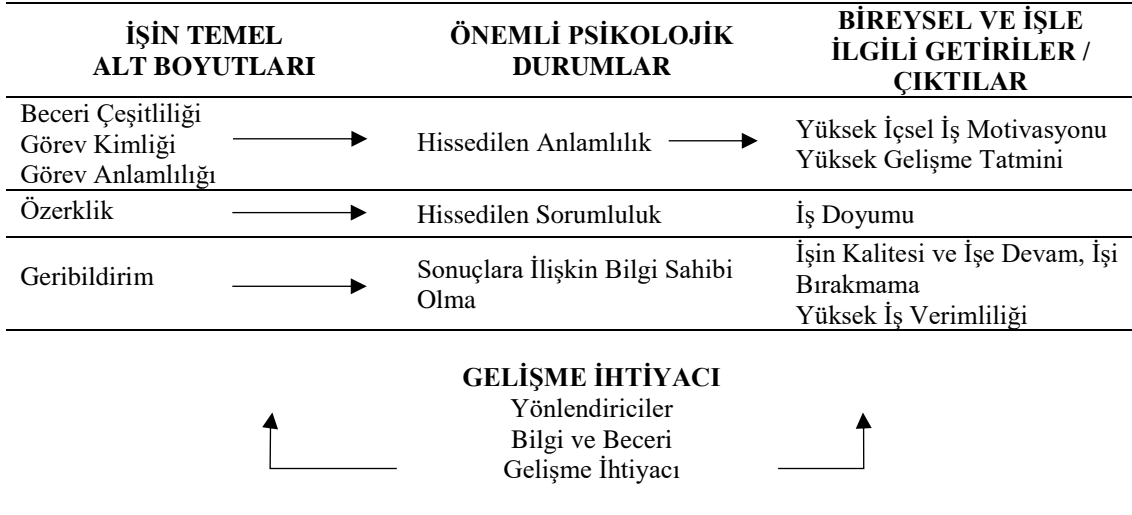 İŞİN TEMEL
ALT BOYUTLARI
ÖNEMLİ PSİKOLOJİK
DURUMLAR
BİREYSEL VE İŞLE
İLGİLİ GETİRİLER /
ÇIKTILAR
Beceri Çeşitliliği
Görev Kimliği
Görev Anlamlılığı
Hissedilen Anlamlılık
Yüksek İçsel İş Motivasyonu
Yüksek Gelişme Tatmini
Özerklik
Hissedilen Sorumluluk
İş Doyumu
Geribildirim
Sonuçlara İlişkin Bilgi Sahibi
Olma
İşin Kalitesi ve İşe Devam, İşi
Bırakmama
Yüksek İş Verimliliği
GELİŞME İHTİYACI
Yönlendiriciler
Bilgi ve Beceri
Gelişme İhtiyacı